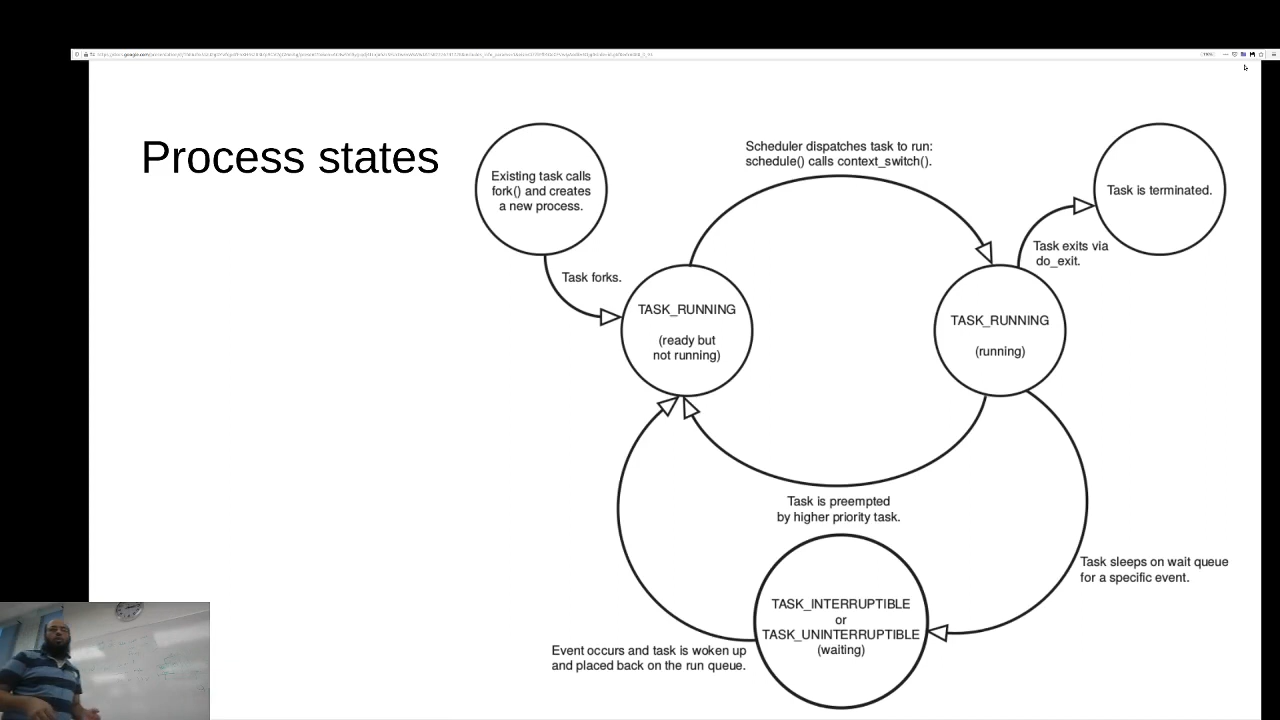 Process states
Existing task calls
fork() and creates
a new process.
Task forks.
Scheduler dispatches task to run:
schedule() calls context_switch().
Task is terminated.
Task exits via
do_exit.
TASK_RUNNING
(ready but
not running)
TASK_RUNNING
(running)
Task is preempted
by higher priority task.
Task sleeps on wait queue
for a specific event.
TASK_INTERRUPTIBLE
or
TASK_UNINTERRUPTIBLE
(waiting)
Event occurs and task is woken up
and placed back on the run queue.